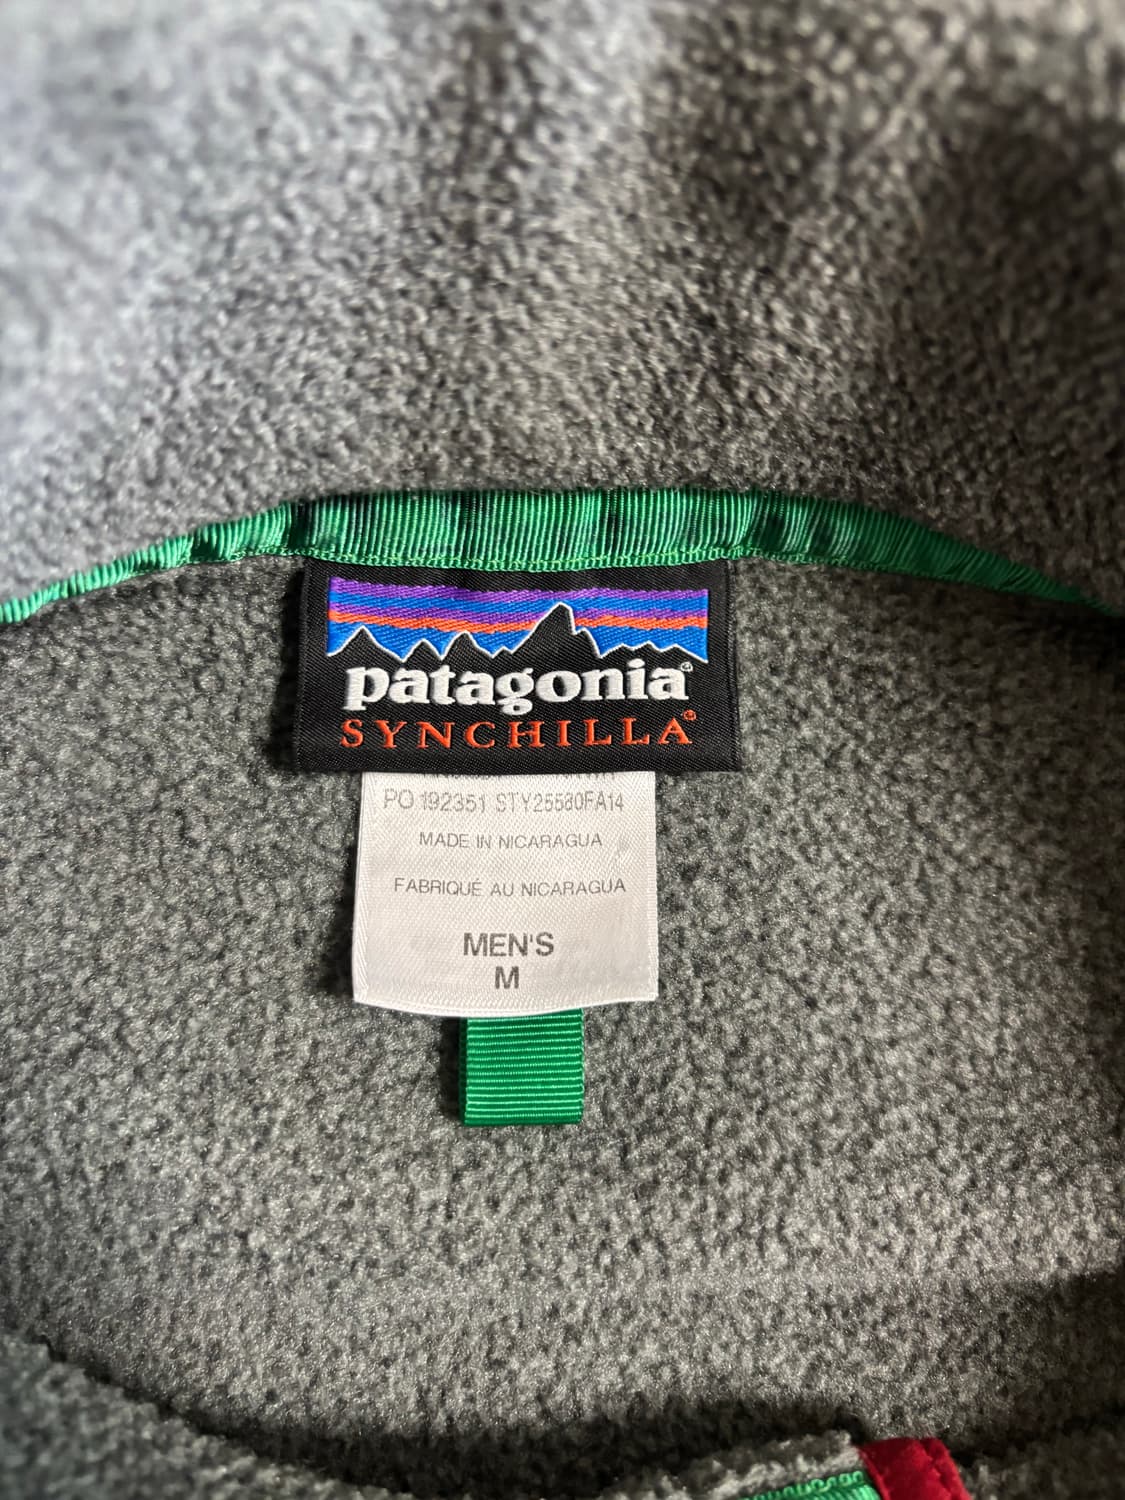 patagonia®
SYNCHILLA®
PO 192351 STY25580FA14
MADE IN NICARAGUA
FABRIQUÉ AU NICARAGUA
MEN'S
M